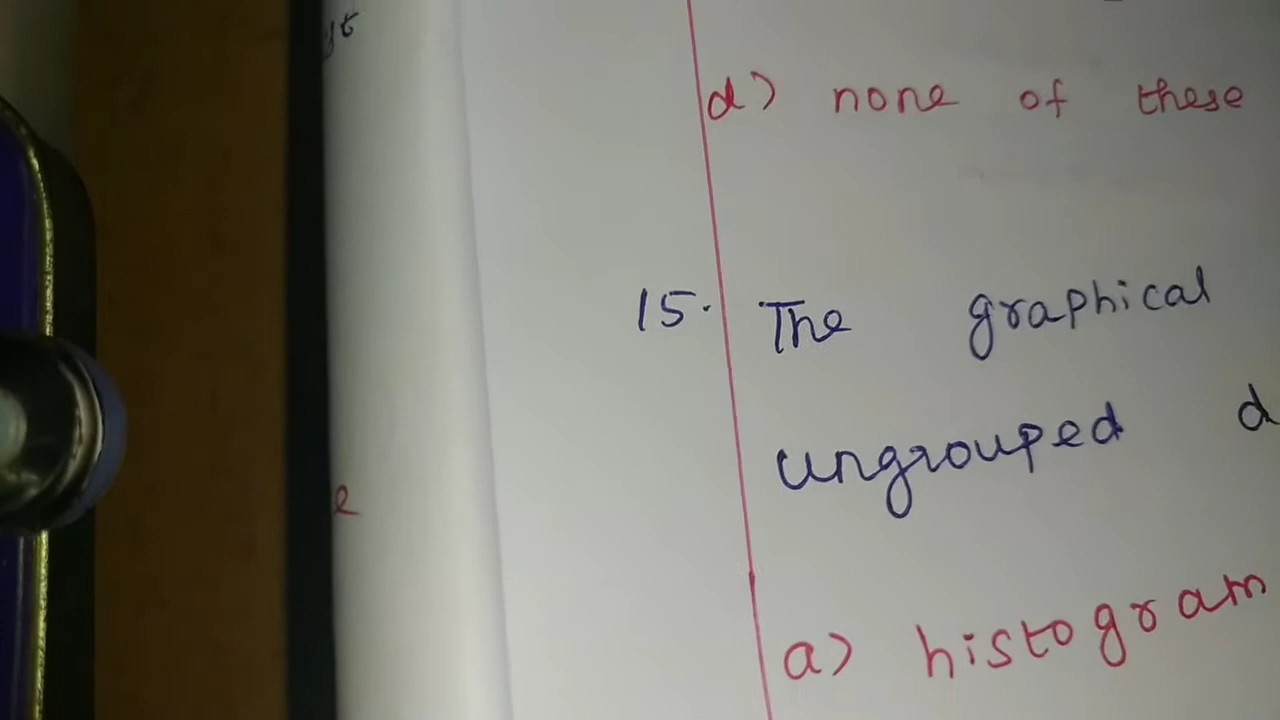 d) none of these
15. The graphical
ungrouped d
a) histogram
e